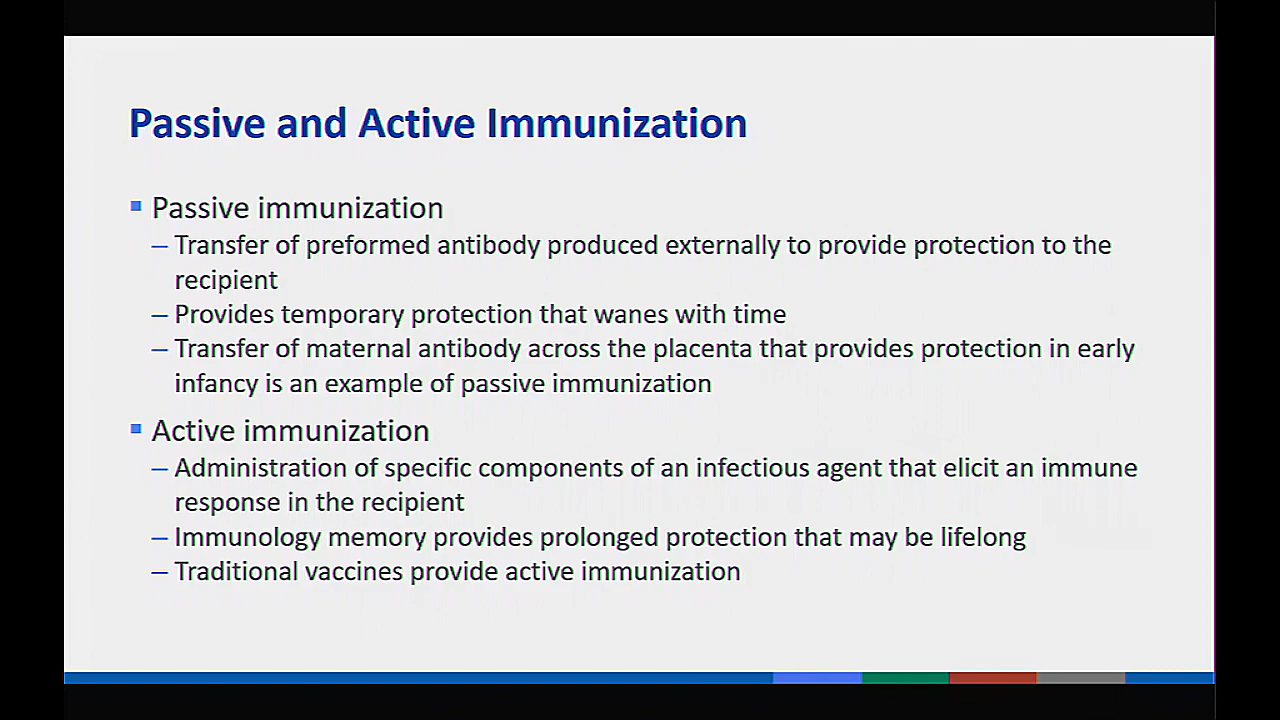 Passive and Active Immunization
▪ Passive immunization
– Transfer of preformed antibody produced externally to provide protection to the
recipient
– Provides temporary protection that wanes with time
– Transfer of maternal antibody across the placenta that provides protection in early
infancy is an example of passive immunization
▪ Active immunization
– Administration of specific components of an infectious agent that elicit an immune
response in the recipient
– Immunology memory provides prolonged protection that may be lifelong
– Traditional vaccines provide active immunization